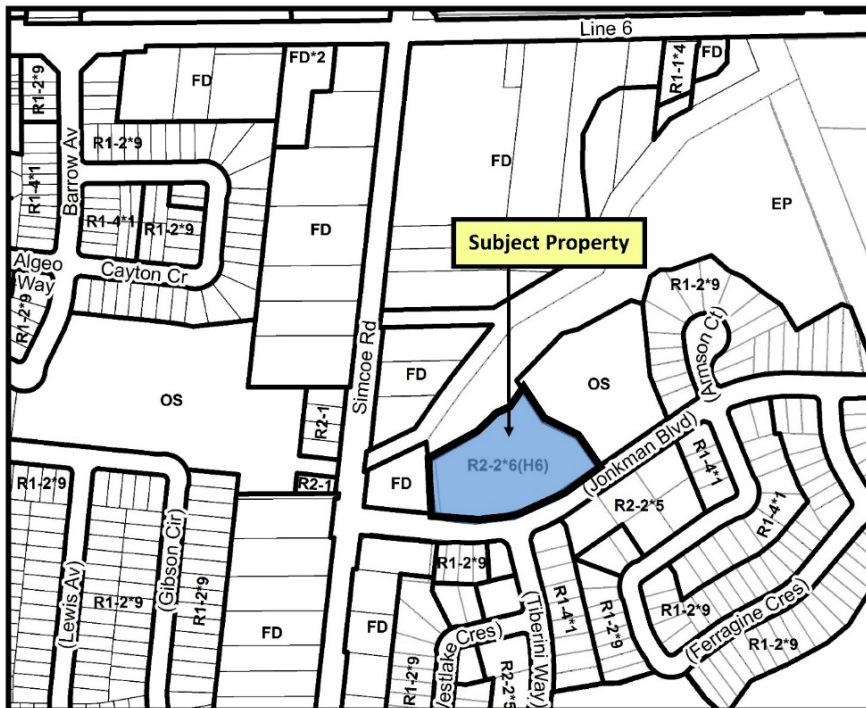 Line 6
R1-2*9
FD
FD*2
R1-1*4
FD
R1-2*9
Barrow Av
R1-4*1
FD
EP
R1-4*1
R1-2*9
FD
Subject Property
Algeo
Way
Cayton Cr
R1-2*9
R1-2*9
(Armson Ct)
Simcoe Rd
FD
OS
OS
R2-1
R2-2*6(H6)
(Jonkman Blvd)
R1-4*1
R1-2*9
R2-1
FD
R2-2*5
R1-4*1
(Lewis Av)
R1-2*9
(Gibson Cir)
R1-2*9
FD
FD
R1-2*9
R1-2*9
Westlake Cres)
R2-2*5
(Tiberini Way)
R1-4*1
R1-2*9
R1-2*9
(Ferragine Cres)
R1-2*9